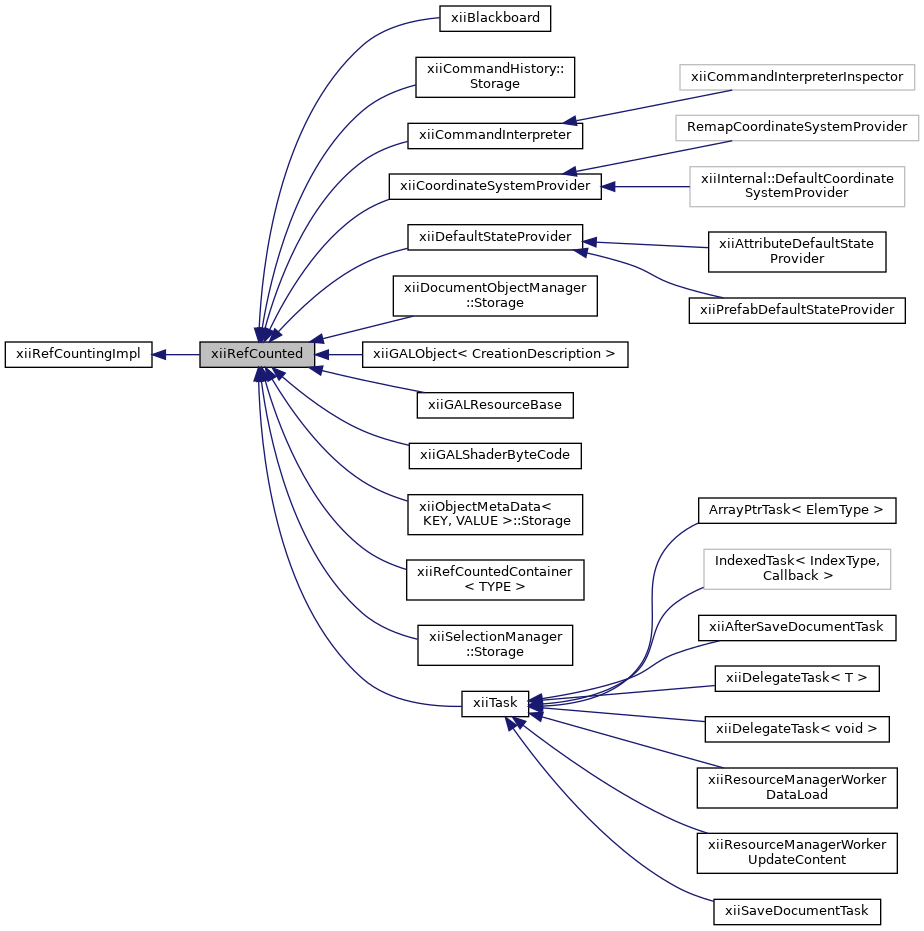 xiiBlackboard
xiiCommandHistory::
Storage
xiiCommandInterpreterInspector
xiiCommandInterpreter
RemapCoordinateSystemProvider
xiiCoordinateSystemProvider
xiiInternal::DefaultCoordinate
SystemProvider
xiiDefaultStateProvider
xiiAttributeDefaultState
Provider
xiiDocumentObjectManager
::Storage
xiiPrefabDefaultStateProvider
xiiRefCountingImpl
xiiRefCounted
xiiGALObject< CreationDescription >
xiiGALResourceBase
xiiGALShaderByteCode
xiiObjectMetaData<
KEY, VALUE >::Storage
ArrayPtrTask< ElemType >
IndexedTask< IndexType,
Callback >
xiiRefCountedContainer
< TYPE >
xiiAfterSaveDocumentTask
xiiSelectionManager
::Storage
xiiDelegateTask< T >
xiiTask
xiiDelegateTask< void >
xiiResourceManagerWorker
DataLoad
xiiResourceManagerWorker
UpdateContent
xiiSaveDocumentTask